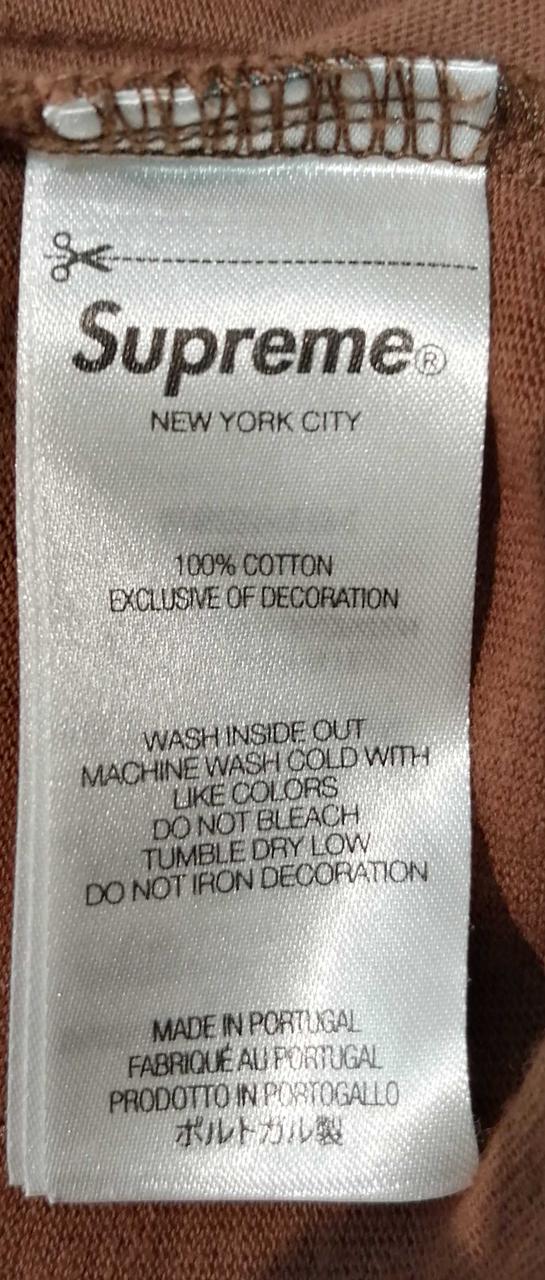 Supreme®
NEW YORK CITY
100% COTTON
EXCLUSIVE OF DECORATION
WASH INSIDE OUT
MACHINE WASH COLD WITH
LIKE COLORS
DO NOT BLEACH
TUMBLE DRY LOW
DO NOT IRON DECORATION
MADE IN PORTUGAL
FABRIQUÉ AU PORTUGAL
PRODOTTO IN PORTOGALLO
ポルトガル製